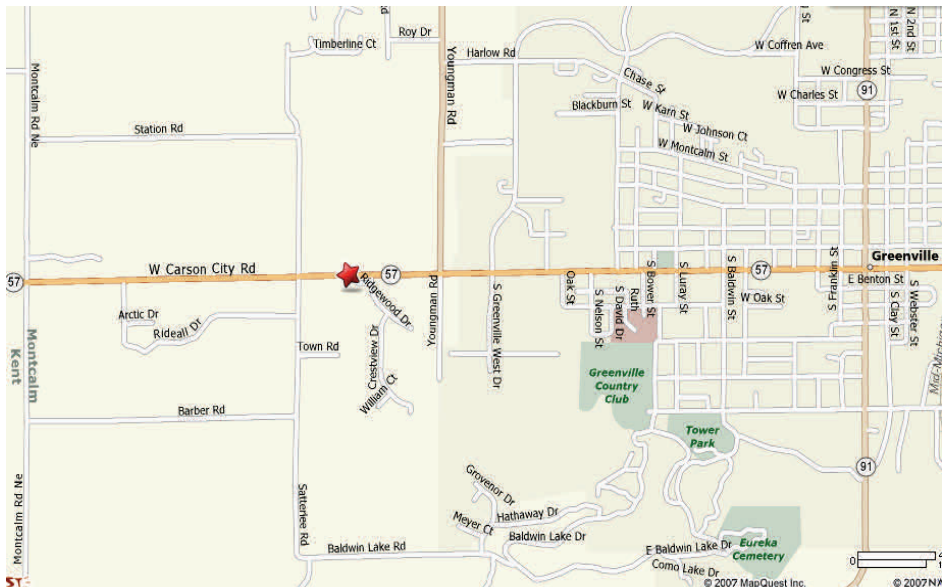 Timberline Ct
Roy Dr
Youngman Rd
Harlow Rd
Chase St
W Coffren Ave
N 1st St
N 2nd St
W Congress St
W Charles St
91
Montcalm Rd Ne
Station Rd
Blackburn St
W Karn St
W Johnson Ct
W Montcalm St
57
W Carson City Rd
57
57
Greenville
Ridgewood Dr
Youngman Rd
S Greenville West Dr
Oak St
S Nelson St
S David Dr
Ruth
S Bower St
S Luray St
S Baldwin St
W Oak St
S Franklin St
E Benton St
S Clay St
S Webster St
Arctic Dr
Rideall Dr
Montcalm
Kent
Town Rd
Crestview Dr
William Ct
Greenville
Country
Club
Mid-Michigan
Barber Rd
Tower
Park
91
Montcalm Rd Ne
Satterlee Rd
Grovenor Dr
Hathaway Dr
Meyer Ct
Baldwin Lake Dr
Baldwin Lake Rd
E Baldwin Lake Dr
Como Lake Dr
Eureka
Cemetery
0
© 2007 MapQuest Inc.